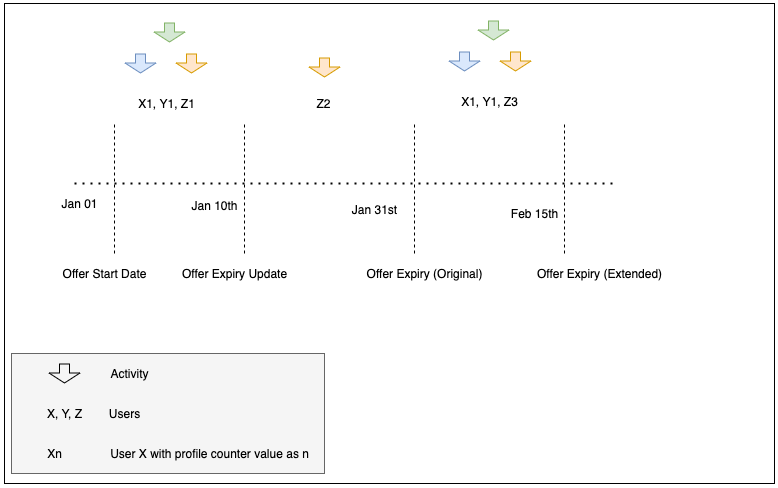 X1, Y1, Z1
Z2
X1, Y1, Z3
Jan 01
Jan 10th
Jan 31st
Feb 15th
Offer Start Date
Offer Expiry Update
Offer Expiry (Original)
Offer Expiry (Extended)
Activity
X, Y, Z Users
Xn User X with profile counter value as n